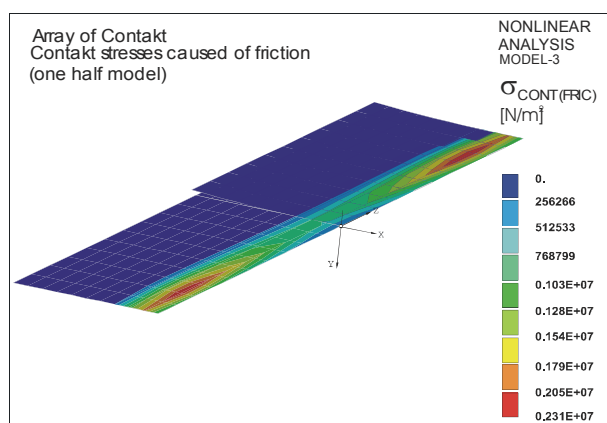 Array of Contakt
Contakt stresses caused of friction
(one half model)
NONLINEAR
ANALYSIS
MODEL-3
σCONT(FRIC)
[N/m²]
0.
256266
512533
768799
0.103E+07
0.128E+07
0.154E+07
0.179E+07
0.205E+07
0.231E+07
Z
X
Y